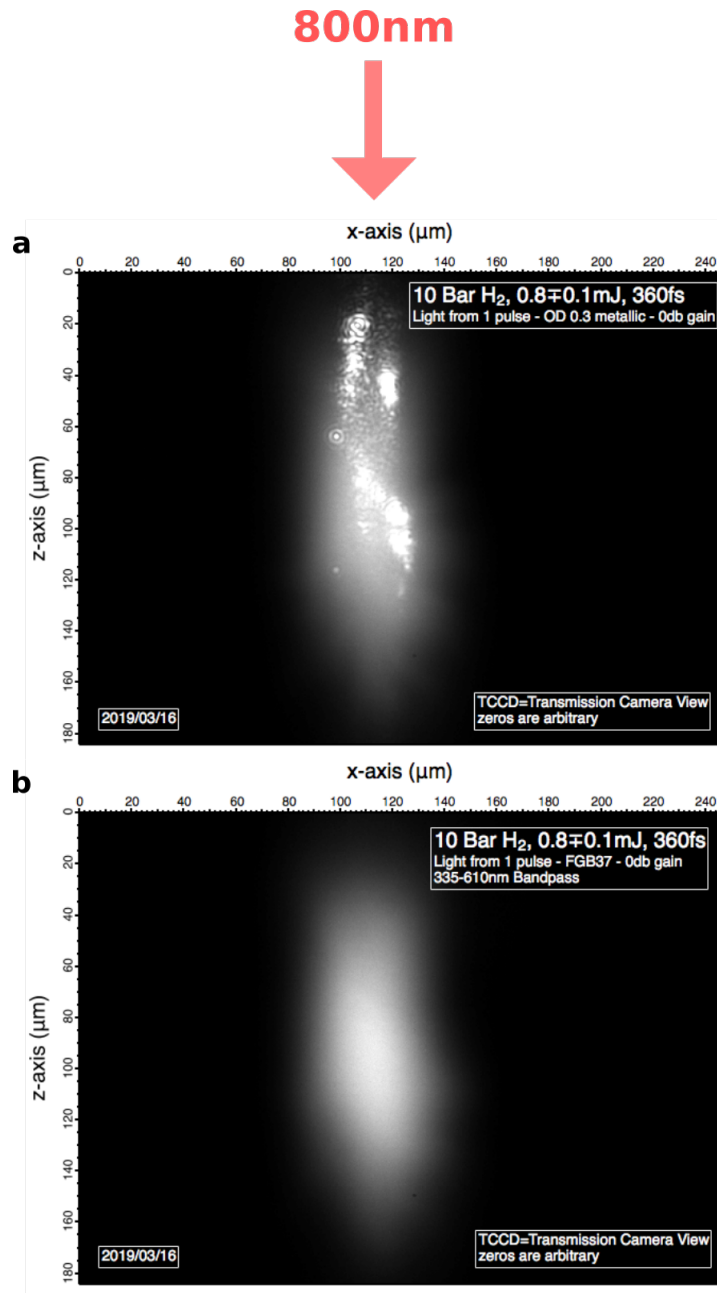 800nm
a
x-axis (µm)
0 20 40 60 80 100 120 140 160 180 200 220 240
0 20 40 60 80 100 120 140 160 180
z-axis (µm)
10 Bar H₂, 0.8∓0.1mJ, 360fs
Light from 1 pulse - OD 0.3 metallic - 0db gain
2019/03/16
TCCD=Transmission Camera View
zeros are arbitrary
b
x-axis (µm)
0 20 40 60 80 100 120 140 160 180 200 220 240
0 20 40 60 80 100 120 140 160 180
z-axis (µm)
10 Bar H₂, 0.8∓0.1mJ, 360fs
Light from 1 pulse - FGB37 - 0db gain
335-610nm Bandpass
2019/03/16
TCCD=Transmission Camera View
zeros are arbitrary